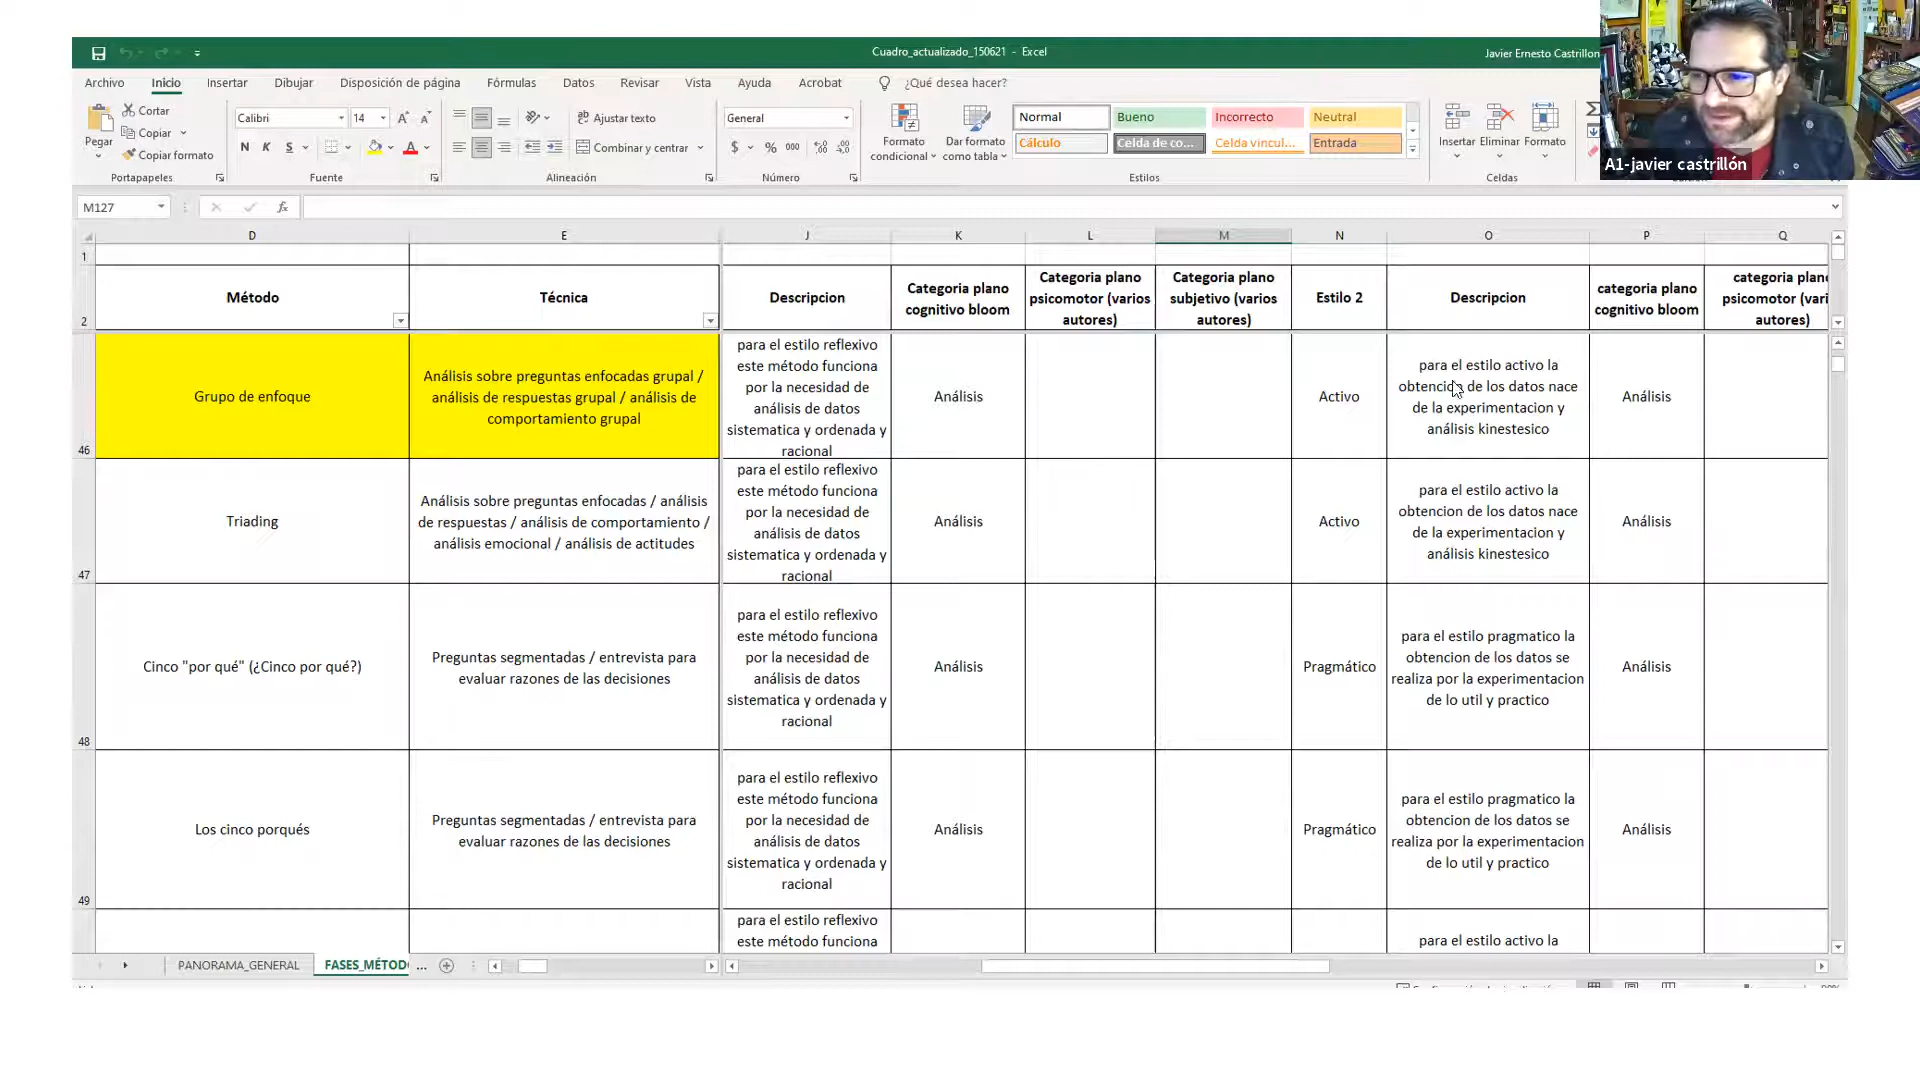 Cuadro_actualizado_150621 - Excel
Javier Ernesto Castrillon
Archivo Inicio Insertar Dibujar Disposición de página Fórmulas Datos Revisar Vista Ayuda Acrobat ¿Qué desea hacer?
Pegar
Cortar
Copiar
Copiar formato
Portapapeles
Calibri 14
N K S
Fuente
Ajustar texto
Combinar y centrar
Alineación
General
$ % 000
Número
Formato condicional
Dar formato como tabla
Normal Bueno Incorrecto Neutral
Cálculo Celda de co... Celda vincul... Entrada
Estilos
Insertar Eliminar Formato
Celdas
A1-javier castrillón
M127
fx
D E J K L M N O P Q
1
2
Método
Técnica
Descripcion
Categoria plano
cognitivo bloom
Categoria plano
psicomotor (varios
autores)
Categoria plano
subjetivo (varios
autores)
Estilo 2
Descripcion
categoria plano
cognitivo bloom
categoria plan
psicomotor (vari
autores)
46
Grupo de enfoque
Análisis sobre preguntas enfocadas grupal /
análisis de respuestas grupal / análisis de
comportamiento grupal
para el estilo reflexivo
este método funciona
por la necesidad de
análisis de datos
sistematica y ordenada y
racional
Análisis
Activo
para el estilo activo la
obtencion de los datos nace
de la experimentacion y
análisis kinestesico
Análisis
47
Triading
Análisis sobre preguntas enfocadas / análisis
de respuestas / análisis de comportamiento /
análisis emocional / análisis de actitudes
para el estilo reflexivo
este método funciona
por la necesidad de
análisis de datos
sistematica y ordenada y
racional
Análisis
Activo
para el estilo activo la
obtencion de los datos nace
de la experimentacion y
análisis kinestesico
Análisis
48
Cinco "por qué" (¿Cinco por qué?)
Preguntas segmentadas / entrevista para
evaluar razones de las decisiones
para el estilo reflexivo
este método funciona
por la necesidad de
análisis de datos
sistematica y ordenada y
racional
Análisis
Pragmático
para el estilo pragmatico la
obtencion de los datos se
realiza por la experimentacion
de lo util y practico
Análisis
49
Los cinco porqués
Preguntas segmentadas / entrevista para
evaluar razones de las decisiones
para el estilo reflexivo
este método funciona
por la necesidad de
análisis de datos
sistematica y ordenada y
racional
Análisis
Pragmático
para el estilo pragmatico la
obtencion de los datos se
realiza por la experimentacion
de lo util y practico
Análisis
para el estilo reflexivo
este método funciona
para el estilo activo la
PANORAMA_GENERAL FASES_MÉTOD ...